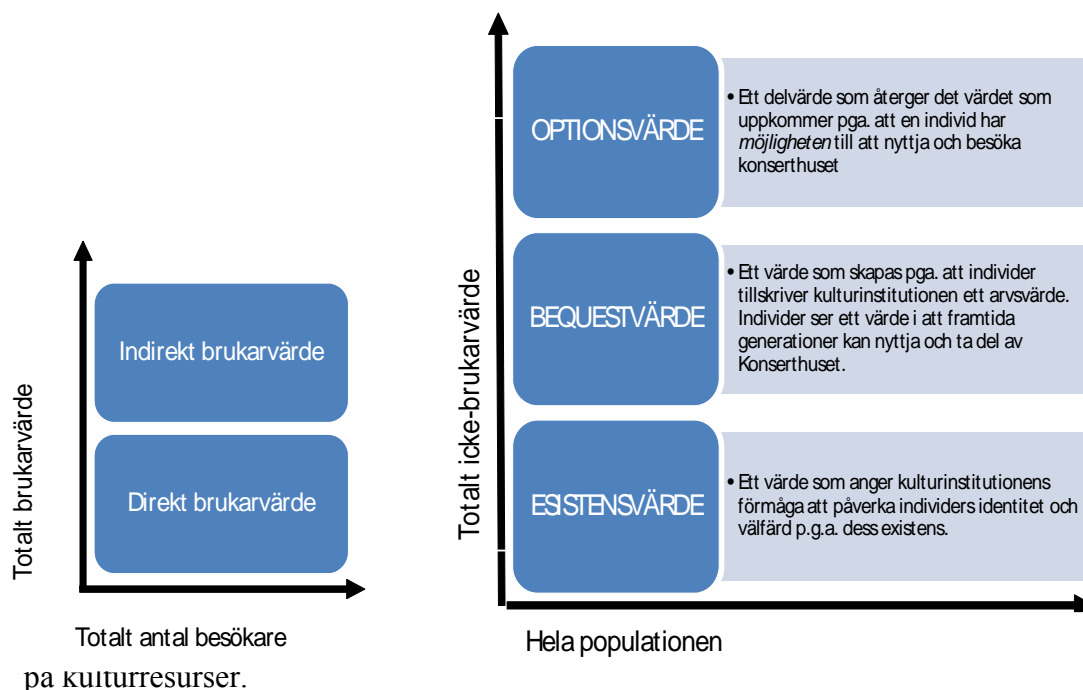 Totalt brukarvärde
Indirekt brukarvärde
Direkt brukarvärde
Totalt antal besökare
Totalt icke-brukarvärde
OPTIONSVÄRDE
• Ett delvärde som återger det värdet som
uppkommer pga. att en individ har
möjligheten till att nyttja och besöka
konserthuset
BEQUESTVÄRDE
• Ett värde som skapas pga. att individer
tillskriver kulturinstitutionen ett arvsvärde.
Individer ser ett värde i att framtida
generationer kan nyttja och ta del av
Konserthuset.
ESISTENSVÄRDE
• Ett värde som anger kulturinstitutionens
förmåga att påverka individers identitet och
välfärd p.g.a. dess existens.
Hela populationen
på kulturresurser.